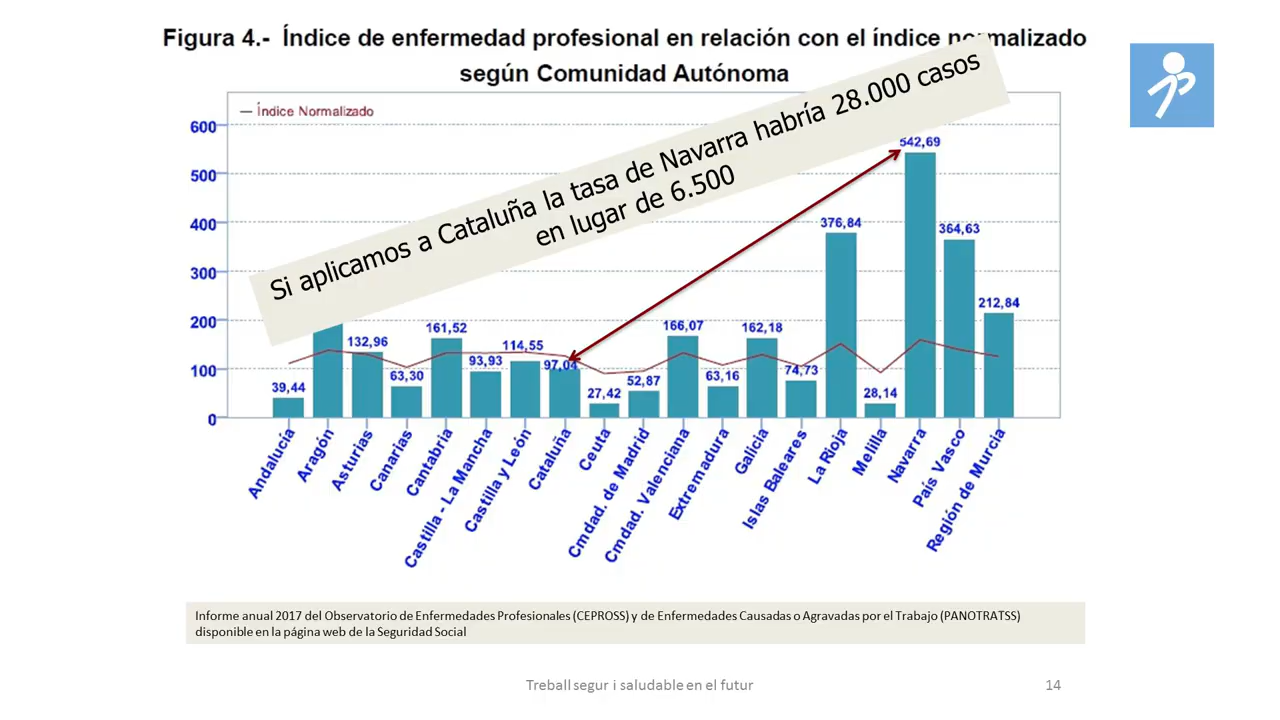 Figura 4.- Índice de enfermedad profesional en relación con el índice normalizado
según Comunidad Autónoma
Índice Normalizado
Si aplicamos a Cataluña la tasa de Navarra habría 28.000 casos
en lugar de 6.500
600
500
400
300
200
100
0
39,44
132,96
63,30
161,52
93,93
114,55
97,04
27,42
52,87
166,07
63,16
162,18
74,73
376,84
28,14
542,69
364,63
212,84
Andalucía
Aragón
Asturias
Canarias
Cantabria
Castilla - La Mancha
Castilla y León
Cataluña
Ceuta
Cmdad. de Madrid
Cmdad. Valenciana
Extremadura
Galicia
Islas Baleares
La Rioja
Melilla
Navarra
País Vasco
Región de Murcia
Informe anual 2017 del Observatorio de Enfermedades Profesionales (CEPROSS) y de Enfermedades Causadas o Agravadas por el Trabajo (PANOTRATSS)
disponible en la página web de la Seguridad Social
Treball segur i saludable en el futur
14